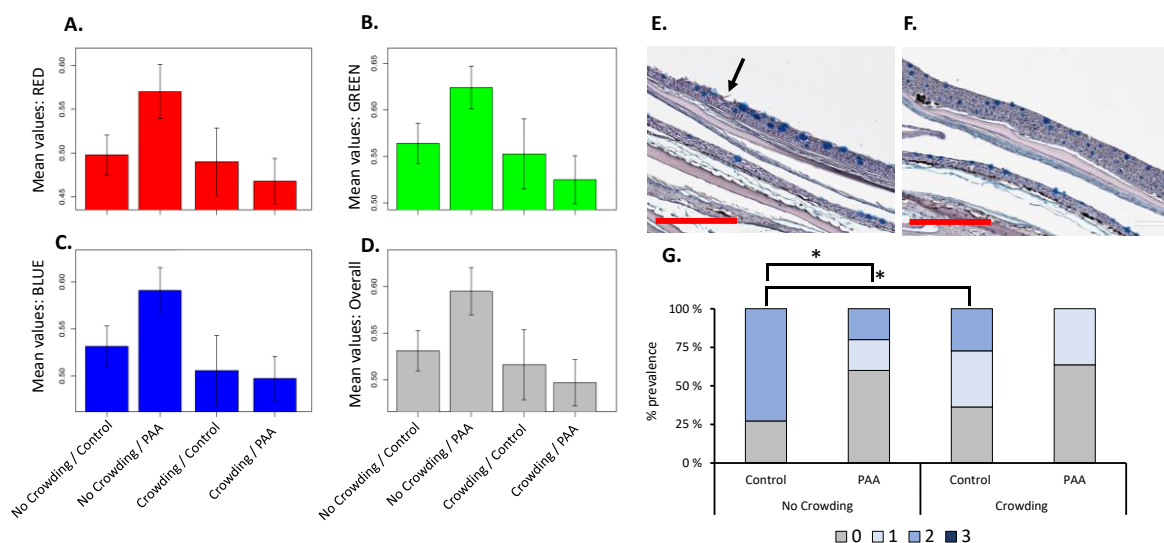 A.
Mean values: RED
0.60
0.55
0.50
0.45
B.
Mean values: GREEN
0.65
0.60
0.55
0.50
C.
Mean values: BLUE
0.60
0.55
0.50
No Crowding / Control
No Crowding / PAA
Crowding / Control
Crowding / PAA
D.
Mean values: Overall
0.60
0.55
0.50
No Crowding / Control
No Crowding / PAA
Crowding / Control
Crowding / PAA
E.
F.
G.
*
*
% prevalence
100 %
75 %
50 %
25 %
0 %
Control PAA Control PAA
No Crowding Crowding
0 1 2 3